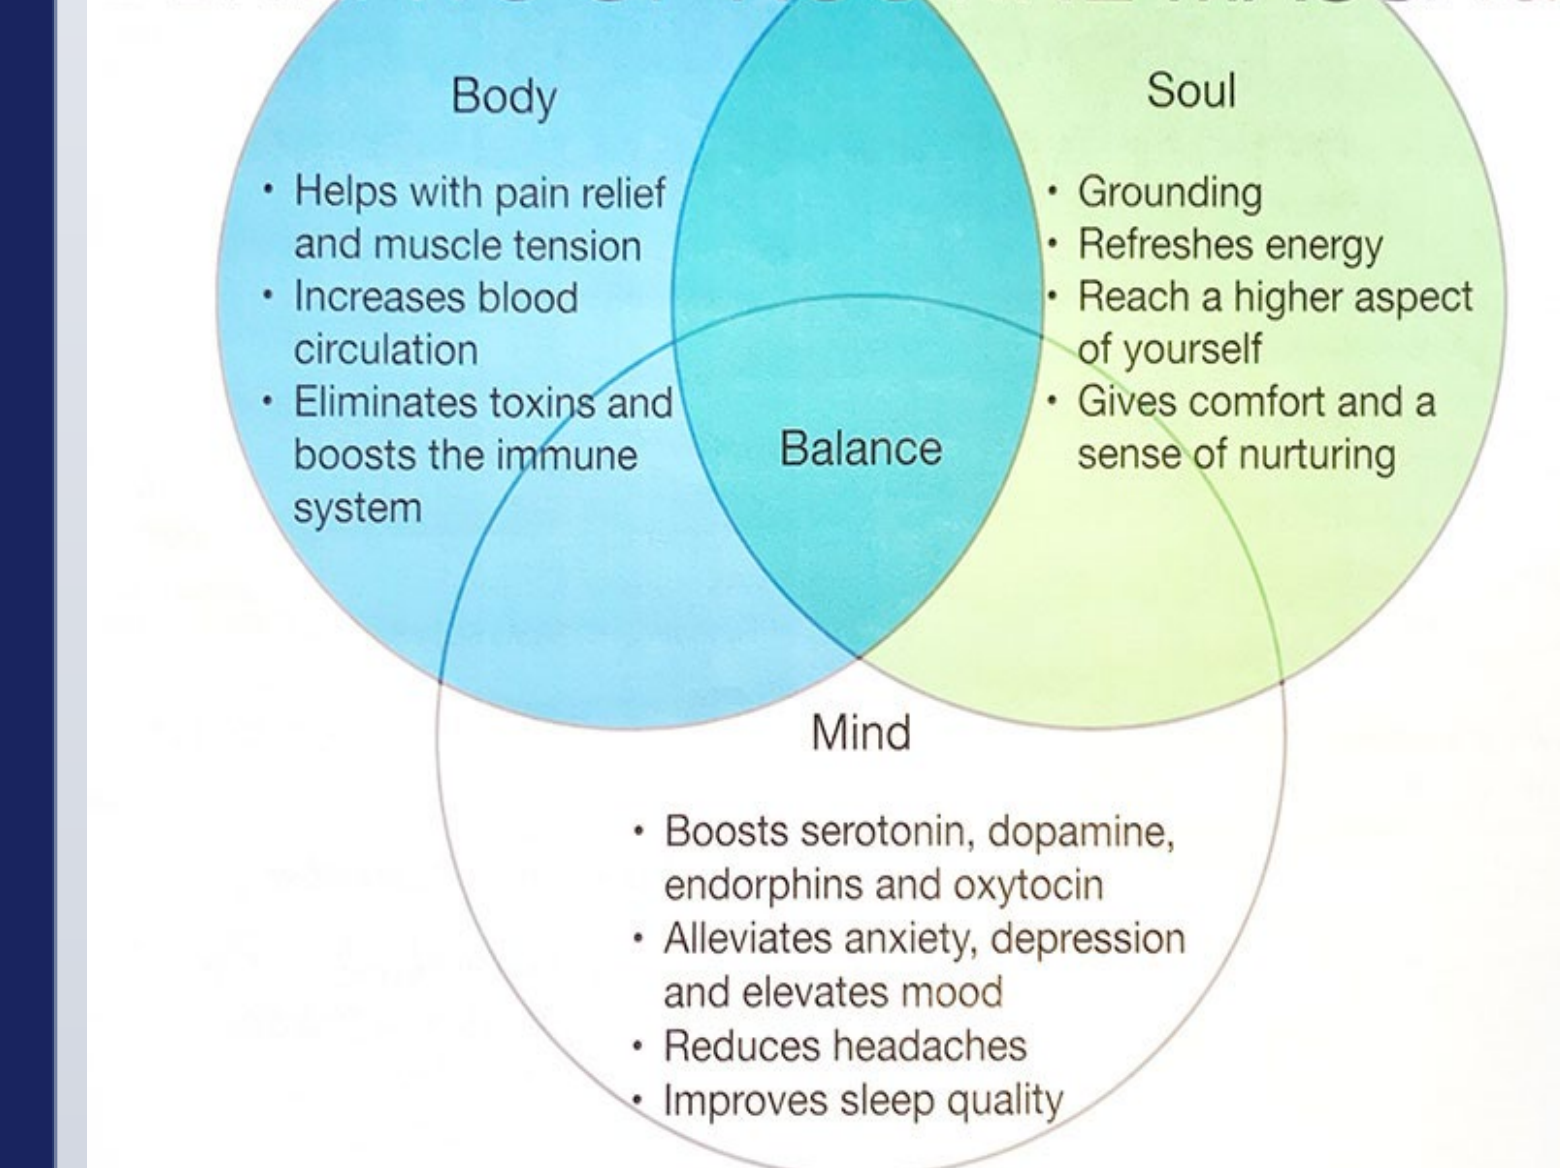 Body
Helps with pain relief
and muscle tension
Increases blood
circulation
Eliminates toxins and
boosts the immune
system
Soul
Grounding
Refreshes energy
Reach a higher aspect
of yourself
Gives comfort and a
sense of nurturing
Balance
Mind
Boosts serotonin, dopamine,
endorphins and oxytocin
Alleviates anxiety, depression
and elevates mood
Reduces headaches
Improves sleep quality